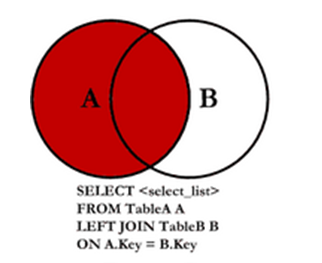 A B
SELECT <select_list>
FROM TableA A
LEFT JOIN TableB B
ON A.Key = B.Key